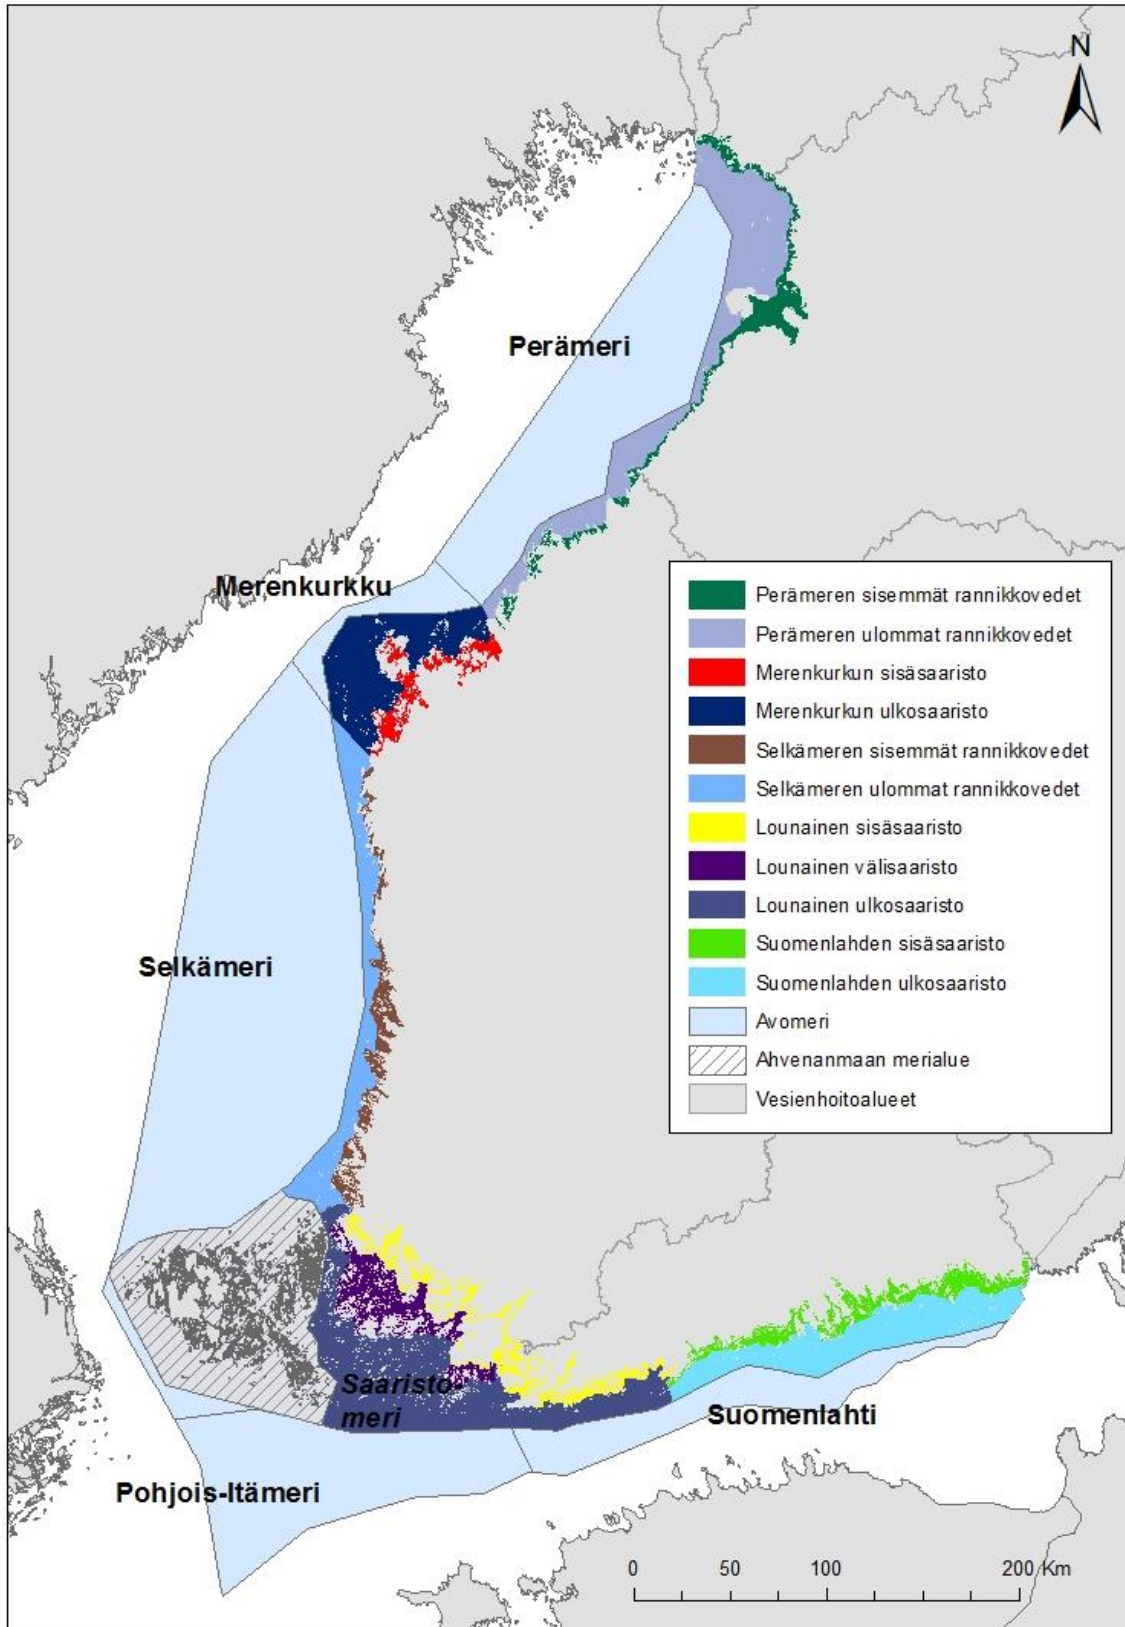 N
Perämeri
Merenkurkku
Perämeren sisemmät rannikkovedet
Perämeren ulommat rannikkovedet
Merenkurkun sisäsaaristo
Merenkurkun ulkosaaristo
Selkämeren sisemmät rannikkovedet
Selkämeren ulommat rannikkovedet
Lounainen sisäsaaristo
Lounainen välisaaristo
Lounainen ulkosaaristo
Suomenlahden sisäsaaristo
Suomenlahden ulkosaaristo
Avomeri
Ahvenanmaan merialue
Vesienhoitoalueet
Selkämeri
Saaristo-
meri
Suomenlahti
Pohjois-Itämeri
0 50 100 200 Km